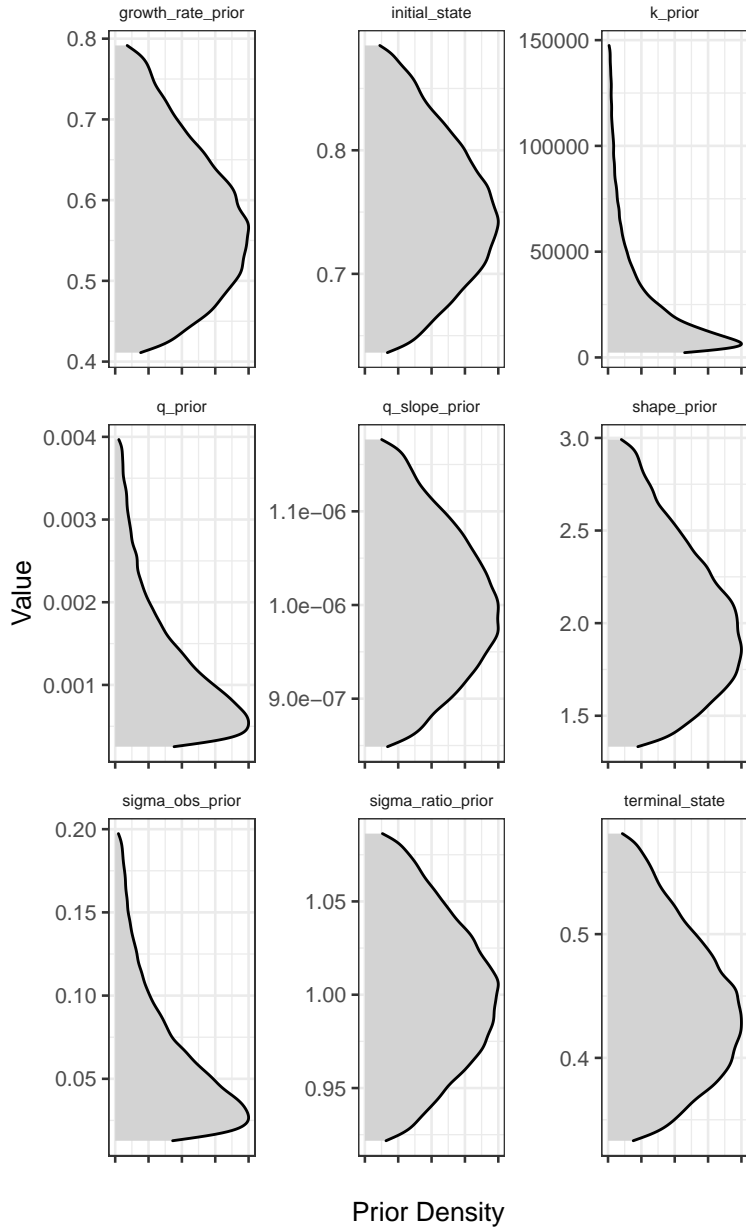 growth_rate_prior
initial_state
k_prior
0.8
0.7
0.6
0.5
0.4
0.8
0.7
150000
100000
50000
0
q_prior
q_slope_prior
shape_prior
0.004
0.003
0.002
0.001
1.1e-06
1.0e-06
9.0e-07
3.0
2.5
2.0
1.5
Value
sigma_obs_prior
sigma_ratio_prior
terminal_state
0.20
0.15
0.10
0.05
1.05
1.00
0.95
0.5
0.4
Prior Density